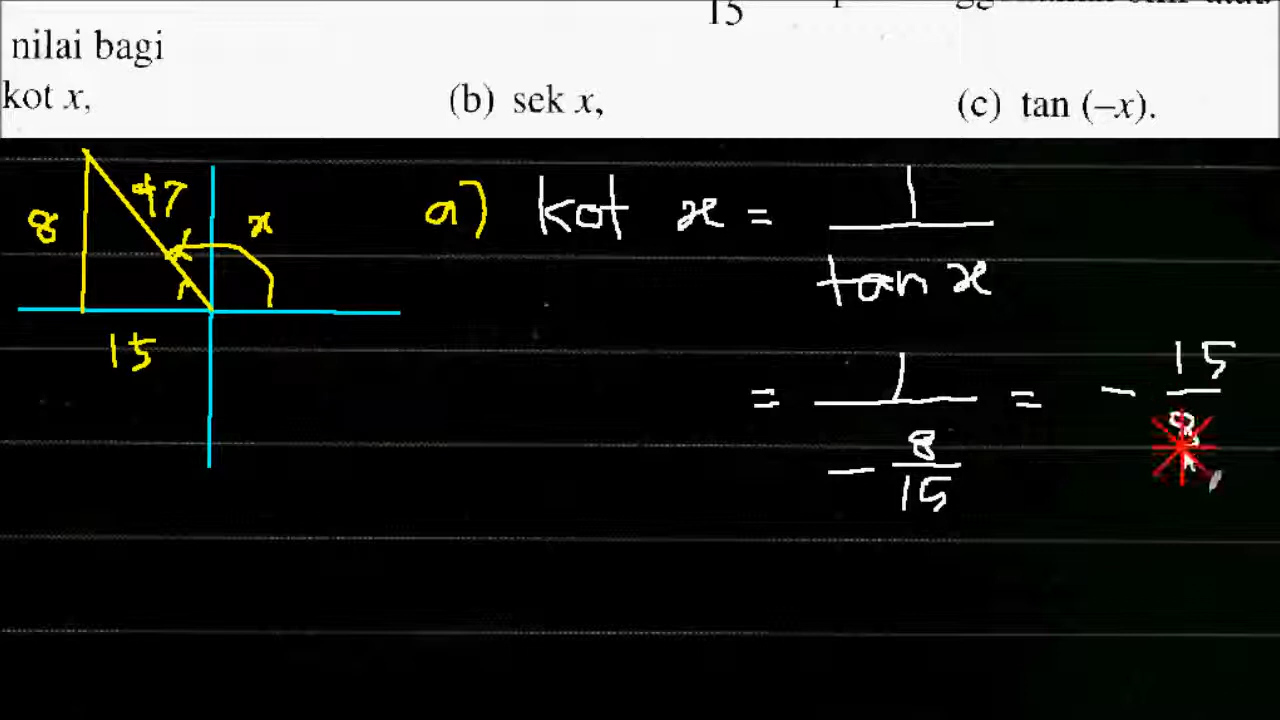 15
nilai bagi
kot x, (b) sek x, (c) tan (–x).
8 17 x a) kot x = 1 / tan x
15
= 1 / - 8/15 = - 15/8